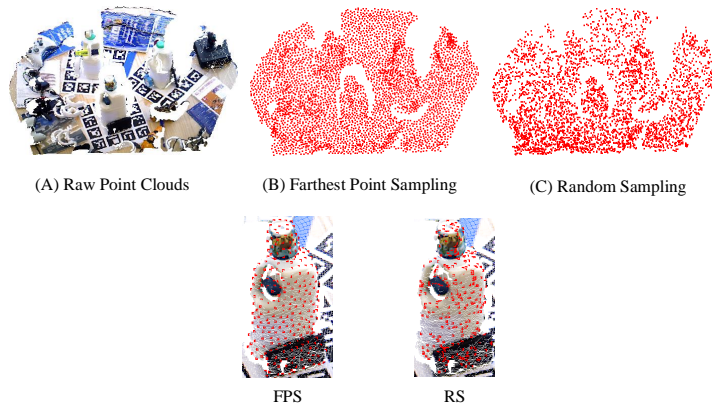 (A) Raw Point Clouds
(B) Farthest Point Sampling
(C) Random Sampling
FPS
RS